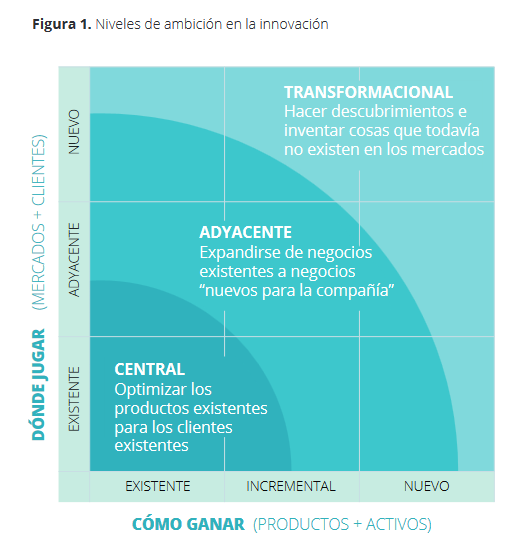 Figura 1. Niveles de ambición en la innovación
DÓNDE JUGAR (MERCADOS + CLIENTES)
NUEVO
ADYACENTE
EXISTENTE
TRANSFORMACIONAL
Hacer descubrimientos e
inventar cosas que todavía
no existen en los mercados
ADYACENTE
Expandirse de negocios
existentes a negocios
“nuevos para la compañía”
CENTRAL
Optimizar los
productos existentes
para los clientes
existentes
EXISTENTE
INCREMENTAL
NUEVO
CÓMO GANAR (PRODUCTOS + ACTIVOS)